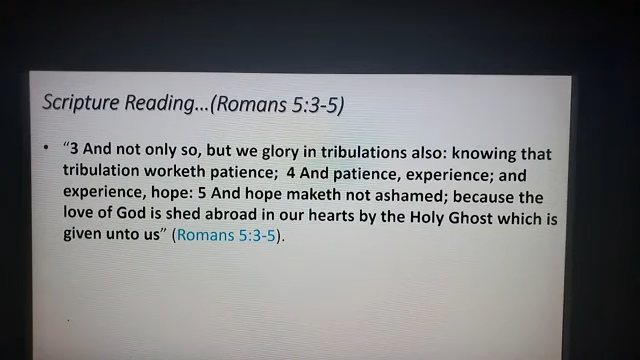 Scripture Reading...(Romans 5:3-5)
• “3 And not only so, but we glory in tribulations also: knowing that
tribulation worketh patience; 4 And patience, experience; and
experience, hope: 5 And hope maketh not ashamed; because the
love of God is shed abroad in our hearts by the Holy Ghost which is
given unto us” (Romans 5:3-5).